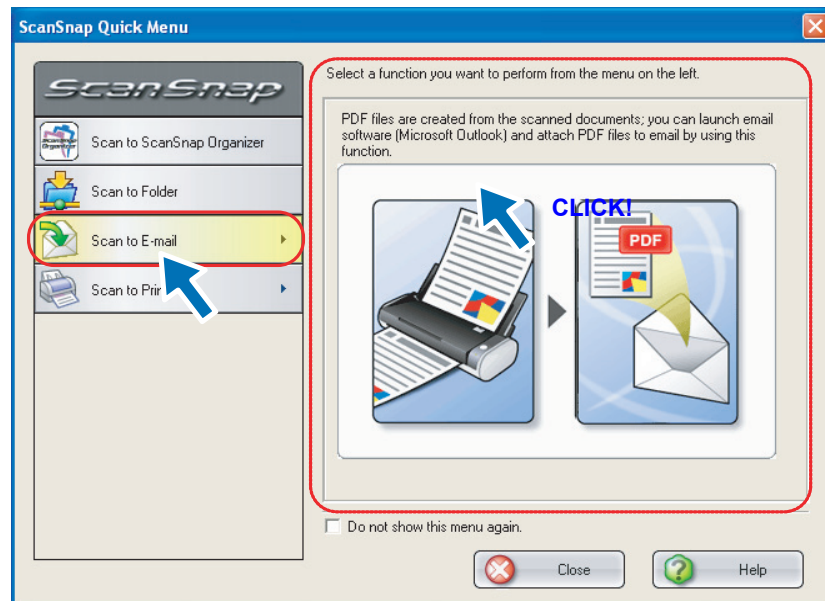 ScanSnap Quick Menu
ScanSnap
Scan to ScanSnap Organizer
Scan to Folder
Scan to E-mail
Scan to Pri
Select a function you want to perform from the menu on the left.
PDF files are created from the scanned documents; you can launch email
software (Microsoft Outlook) and attach PDF files to email by using this
function.
CLICK!
PDF
Do not show this menu again.
Close
Help